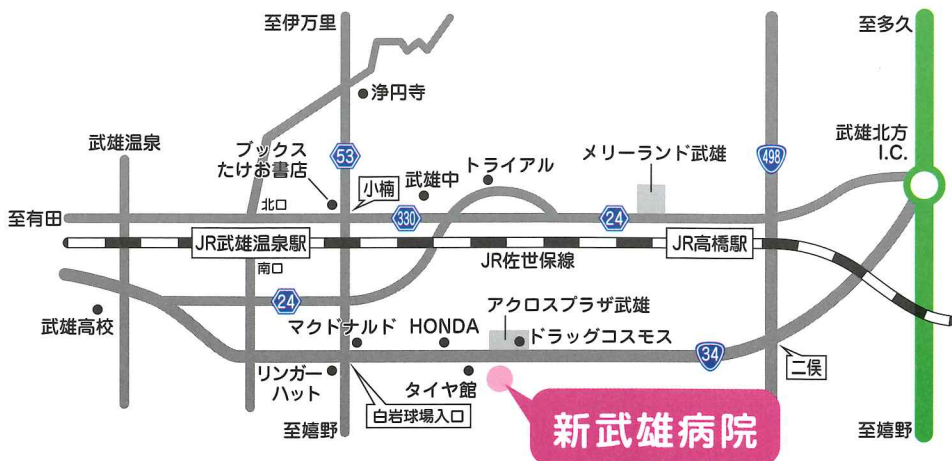 至伊万里
至多久
浄円寺
武雄温泉
ブックス
たけお書店
53
トライアル
メリーランド武雄
498
武雄北方
I.C.
小楠
武雄中
至有田
北口
330
24
JR武雄温泉駅
JR高橋駅
JR佐世保線
南口
24
アクロスプラザ武雄
武雄高校
マクドナルド
HONDA
ドラッグコスモス
34
リンガー
ハット
タイヤ館
二俣
白岩球場入口
新武雄病院
至嬉野
至嬉野